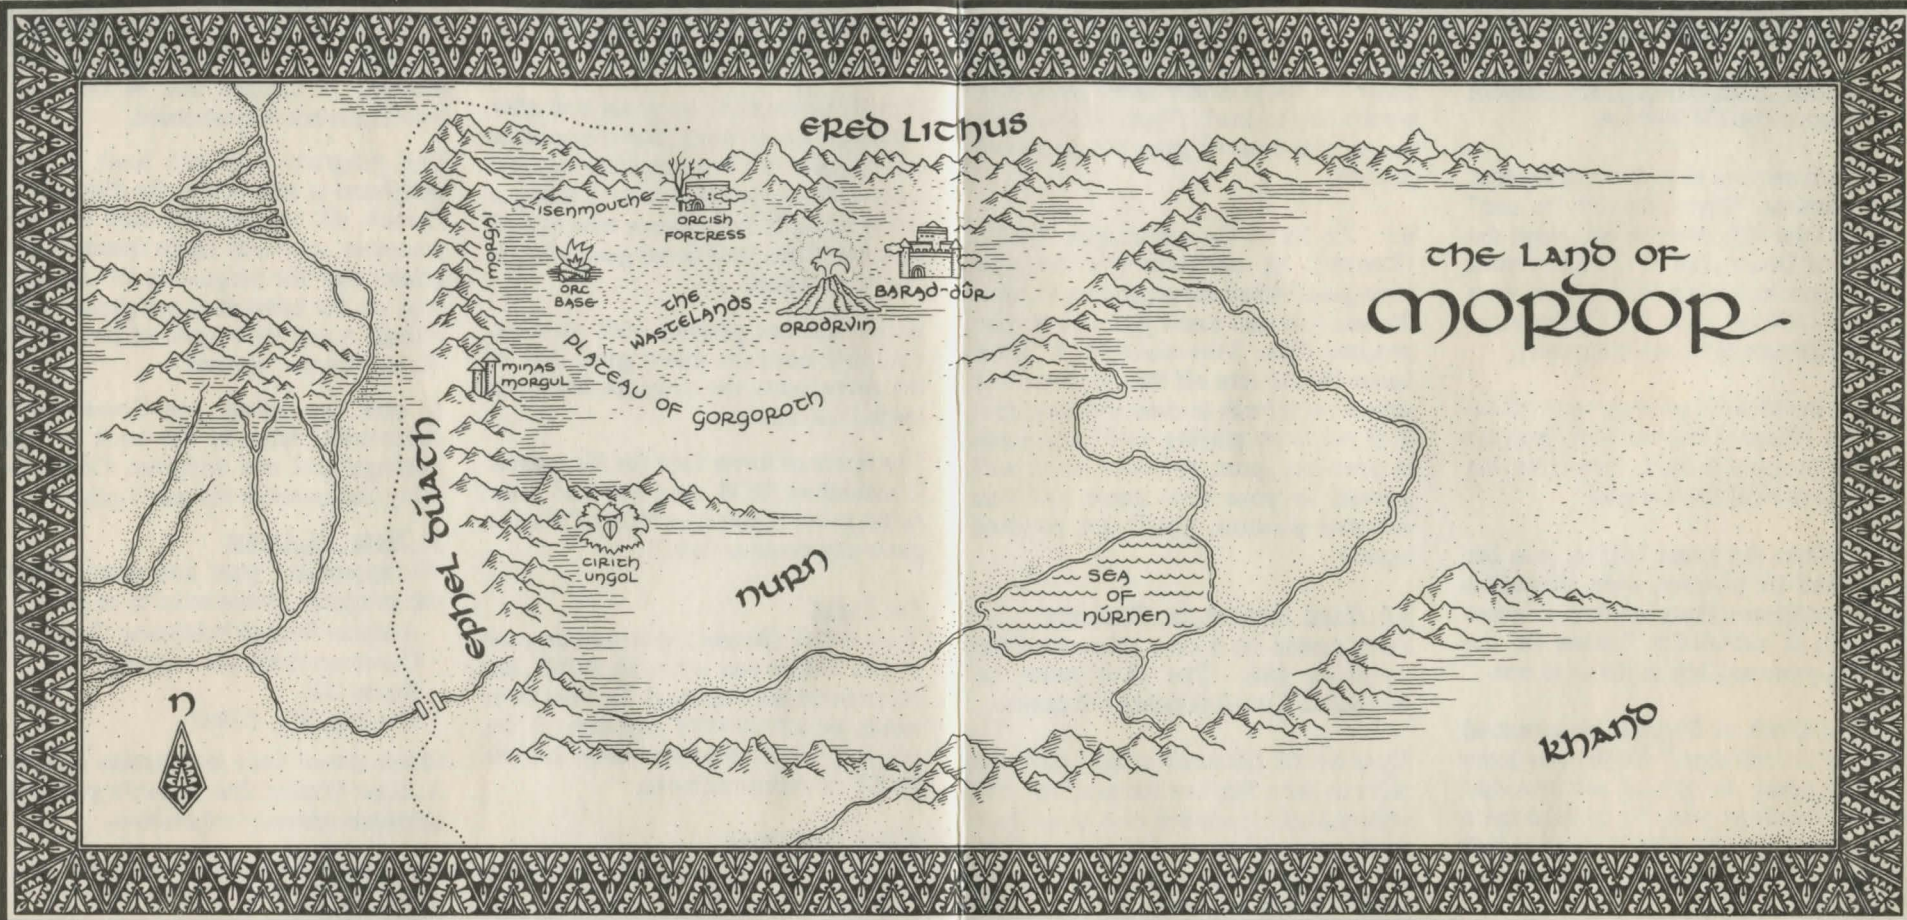 ERED LITHUS
ISENMOUTHE
ORCISH
FORTRESS
MORGAI
ORC
BASE
THE
WASTELANDS
ORODRVIN
BARAD-DÛR
THE LAND OF
MORDOR
PLATEAU OF GORGOROTH
MINAS
MORGUL
EPHEL DÚATH
CIRITH
UNGOL
NURN
SEA
OF
NÚRNEN
KHAND
N